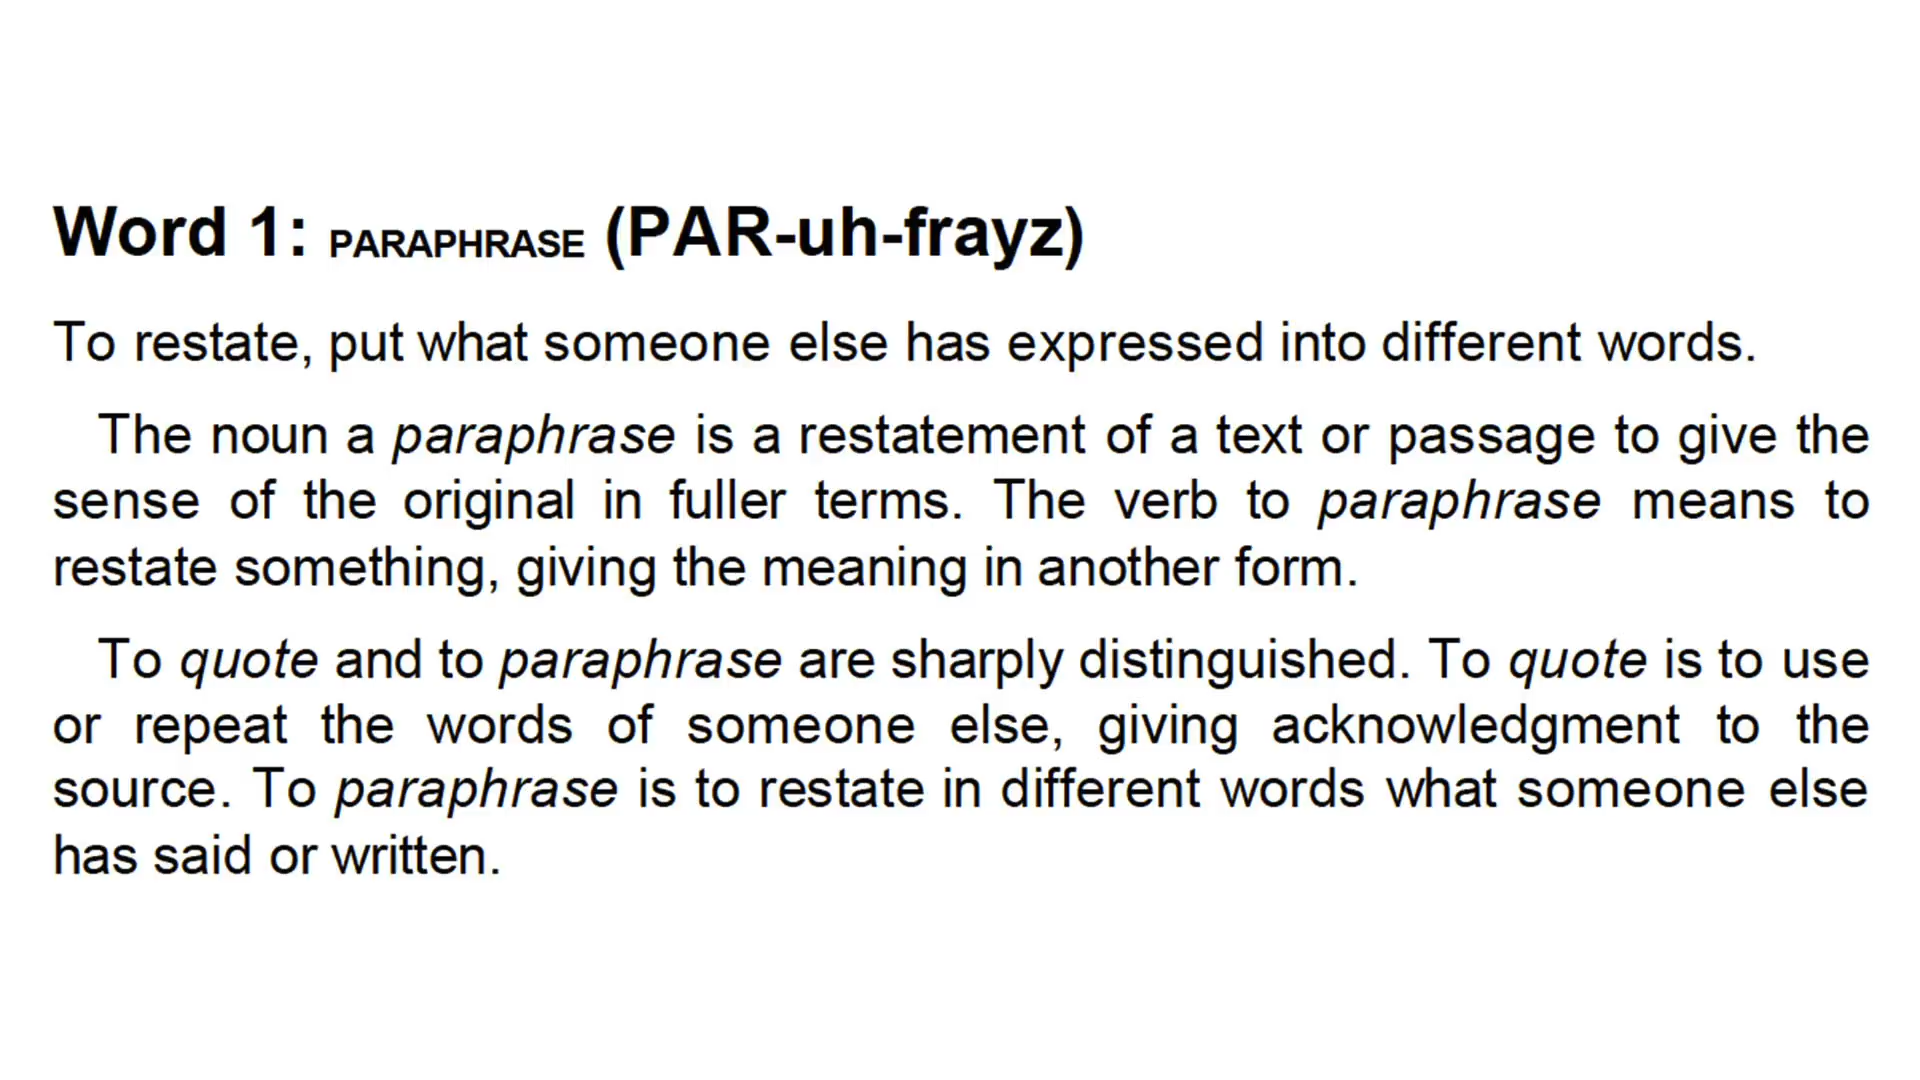 Word 1: PARAPHRASE (PAR-uh-frayz)
To restate, put what someone else has expressed into different words.
The noun a paraphrase is a restatement of a text or passage to give the
sense of the original in fuller terms. The verb to paraphrase means to
restate something, giving the meaning in another form.
To quote and to paraphrase are sharply distinguished. To quote is to use
or repeat the words of someone else, giving acknowledgment to the
source. To paraphrase is to restate in different words what someone else
has said or written.